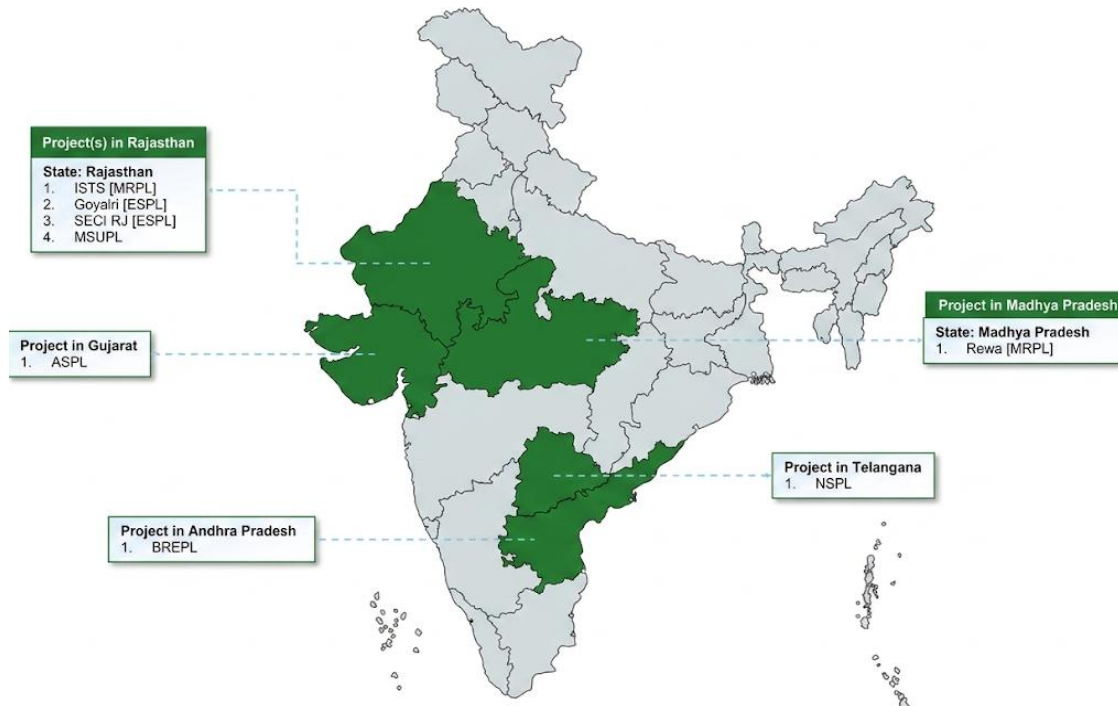 Project(s) in Rajasthan
State: Rajasthan
1. ISTS [MRPL]
2. Goyalri [ESPL]
3. SECI RJ [ESPL]
4. MSUPL
Project in Gujarat
1. ASPL
Project in Andhra Pradesh
1. BREPL
Project in Madhya Pradesh
State: Madhya Pradesh
1. Rewa [MRPL]
Project in Telangana
1. NSPL